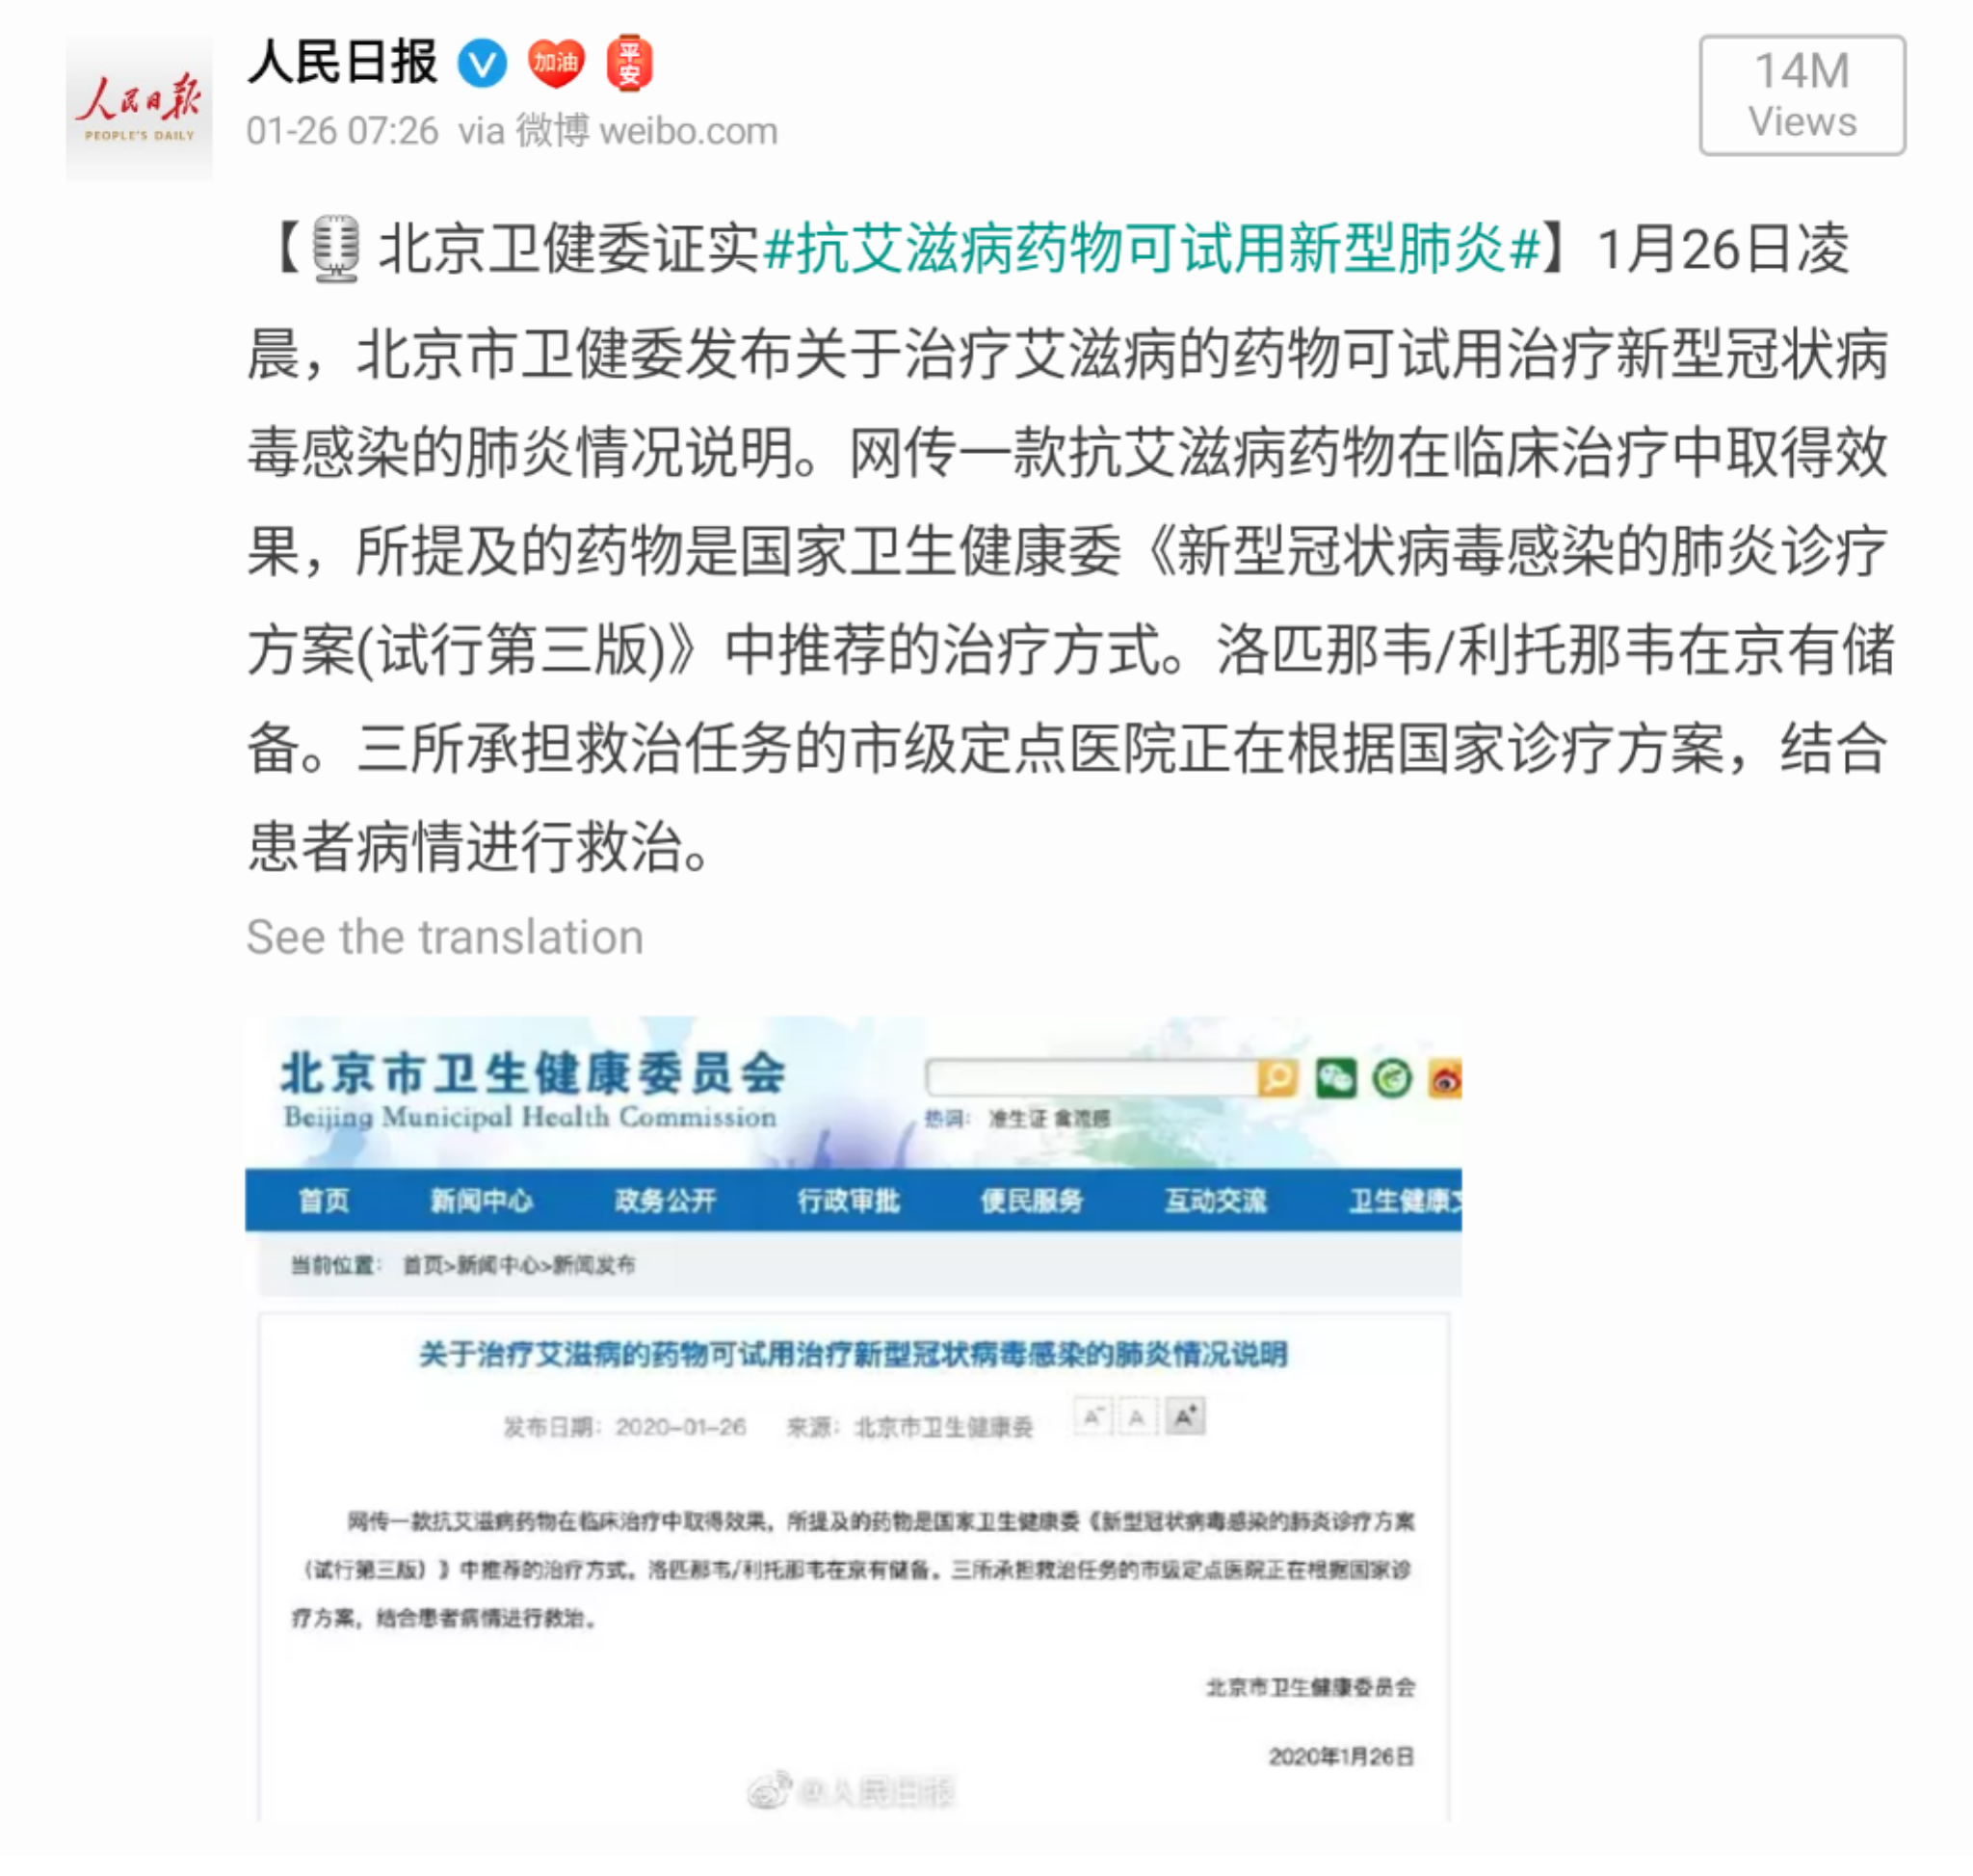 人民日報
PEOPLE'S DAILY
人民日报 V 加油 平安
01-26 07:26 via 微博 weibo.com
14M
Views
【🎙 北京卫健委证实#抗艾滋病药物可试用新型肺炎#】1月26日凌
晨，北京市卫健委发布关于治疗艾滋病的药物可试用治疗新型冠状病
毒感染的肺炎情况说明。网传一款抗艾滋病药物在临床治疗中取得效
果，所提及的药物是国家卫生健康委《新型冠状病毒感染的肺炎诊疗
方案(试行第三版)》中推荐的治疗方式。洛匹那韦/利托那韦在京有储
备。三所承担救治任务的市级定点医院正在根据国家诊疗方案，结合
患者病情进行救治。
See the translation
北京市卫生健康委员会
Beijing Municipal Health Commission
热词： 准生证 禽流感
首页 新闻中心 政务公开 行政审批 便民服务 互动交流 卫生健康文
当前位置： 首页>新闻中心>新闻发布
关于治疗艾滋病的药物可试用治疗新型冠状病毒感染的肺炎情况说明
发布日期：2020-01-26 来源：北京市卫生健康委 A⁻ A A⁺
网传一款抗艾滋病药物在临床治疗中取得效果，所提及的药物是国家卫生健康委《新型冠状病毒感染的肺炎诊疗方案
（试行第三版）》中推荐的治疗方式。洛匹那韦/利托那韦在京有储备。三所承担救治任务的市级定点医院正在根据国家诊
疗方案，结合患者病情进行救治。
北京市卫生健康委员会
2020年1月26日
@人民日报